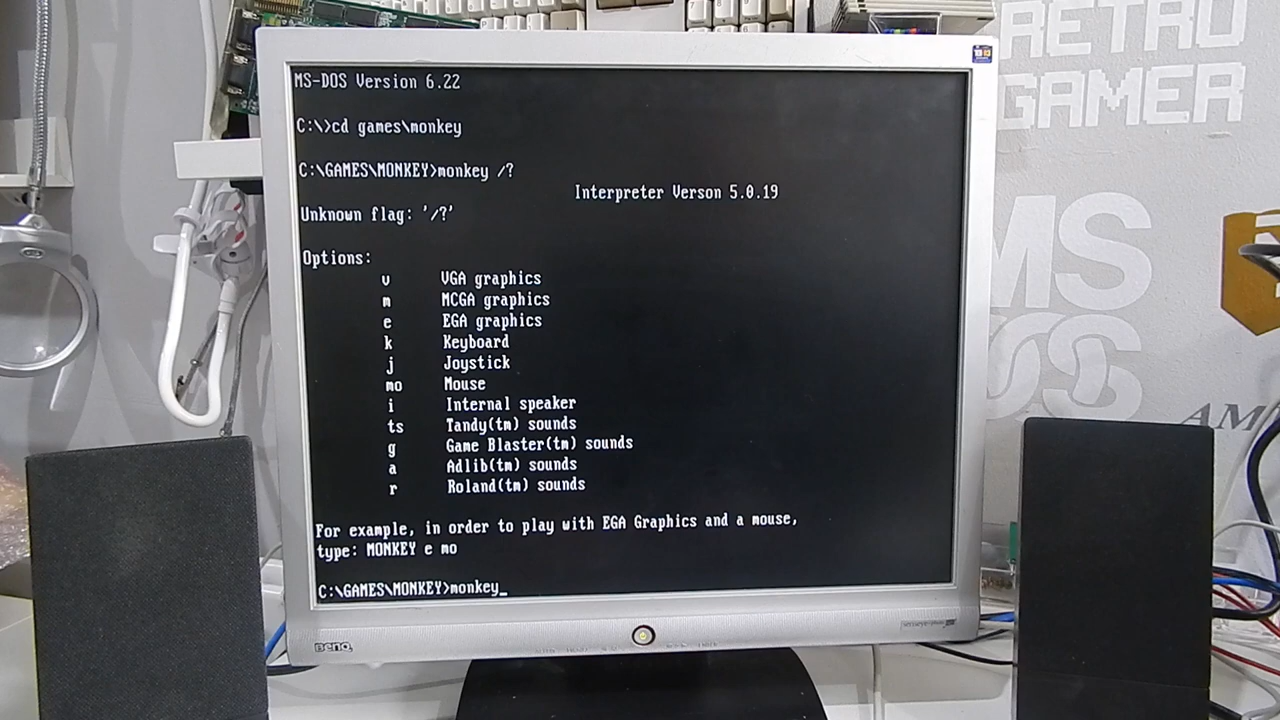 RETRO
GAMER
MS-DOS Version 6.22
C:\>cd games\monkey
C:\GAMES\MONKEY>monkey /?
Interpreter Verson 5.0.19
Unknown flag: '/?'
Options:
v VGA graphics
m MCGA graphics
e EGA graphics
k Keyboard
j Joystick
mo Mouse
i Internal speaker
ts Tandy(tm) sounds
g Game Blaster(tm) sounds
a Adlib(tm) sounds
r Roland(tm) sounds
For example, in order to play with EGA Graphics and a mouse,
type: MONKEY e mo
C:\GAMES\MONKEY>monkey_
MS
DOS
AM
BenQ